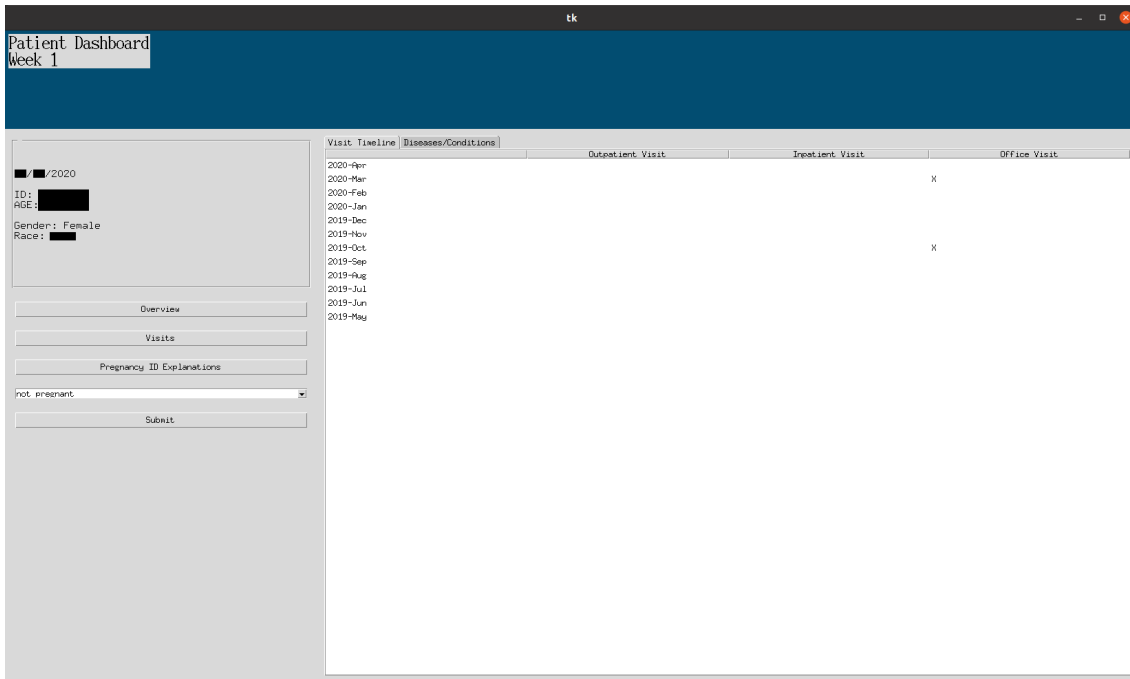 tk
Patient Dashboard
Week 1
/ /2020
ID:
AGE:
Gender: Female
Race:
Overview
Visits
Pregnancy ID Explanations
not pregnant
Submit
Visit Timeline Diseases/Conditions
Outpatient Visit Inpatient Visit Office Visit
2020-Apr
2020-Mar X
2020-Feb
2020-Jan
2019-Dec
2019-Nov
2019-Oct X
2019-Sep
2019-Aug
2019-Jul
2019-Jun
2019-May